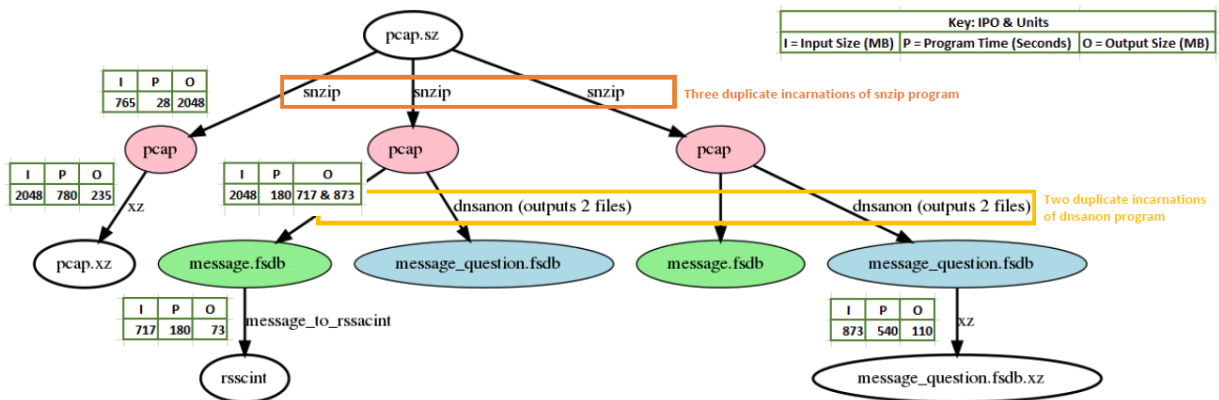 Key: IPO & Units
I = Input Size (MB) P = Program Time (Seconds) O = Output Size (MB)
pcap.sz
I P O
765 28 2048
snzip snzip snzip
Three duplicate incarnations of snzip program
pcap pcap pcap
I P O
2048 780 235
xz
I P O
2048 180 717 & 873
dnsanon (outputs 2 files) dnsanon (outputs 2 files)
Two duplicate incarnations
of dnsanon program
pcap.xz message.fsdb message_question.fsdb message.fsdb message_question.fsdb
I P O
717 180 73
message_to_rssacint
I P O
873 540 110
xz
rsscint message_question.fsdb.xz